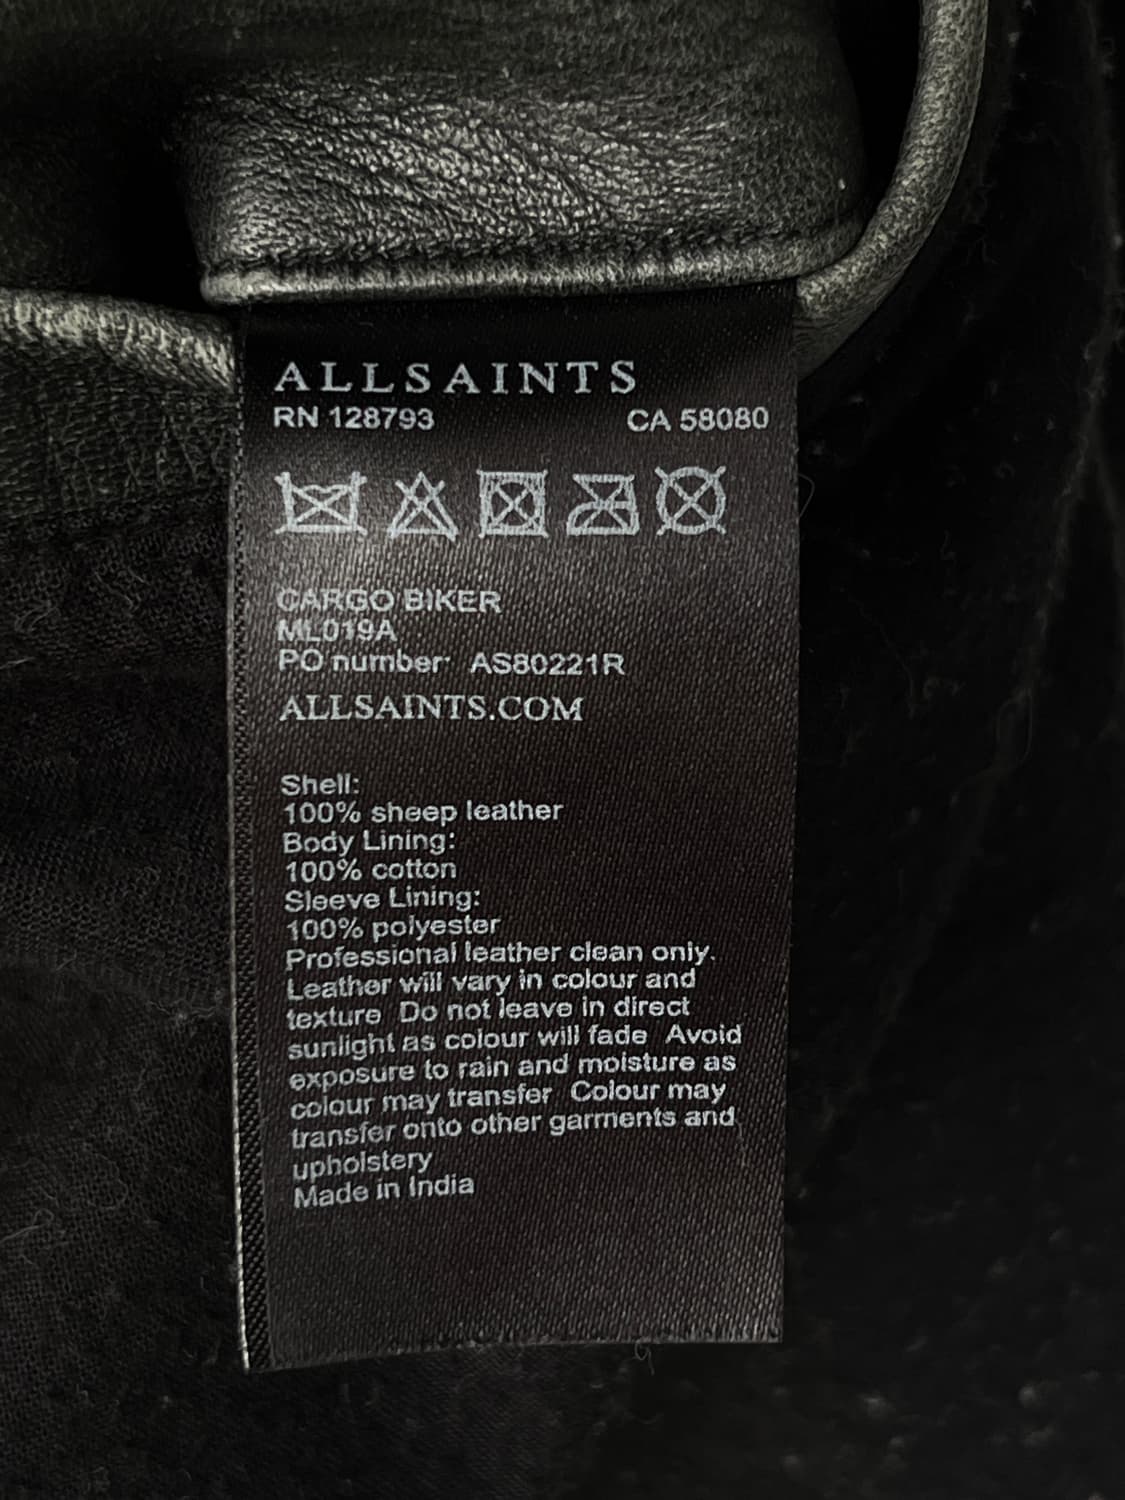 ALLSAINTS
RN 128793 CA 58080
CARGO BIKER
ML019A
PO number AS80221R
ALLSAINTS.COM
Shell:
100% sheep leather
Body Lining:
100% cotton
Sleeve Lining:
100% polyester
Professional leather clean only.
Leather will vary in colour and
texture Do not leave in direct
sunlight as colour will fade Avoid
exposure to rain and moisture as
colour may transfer Colour may
transfer onto other garments and
upholstery
Made in India